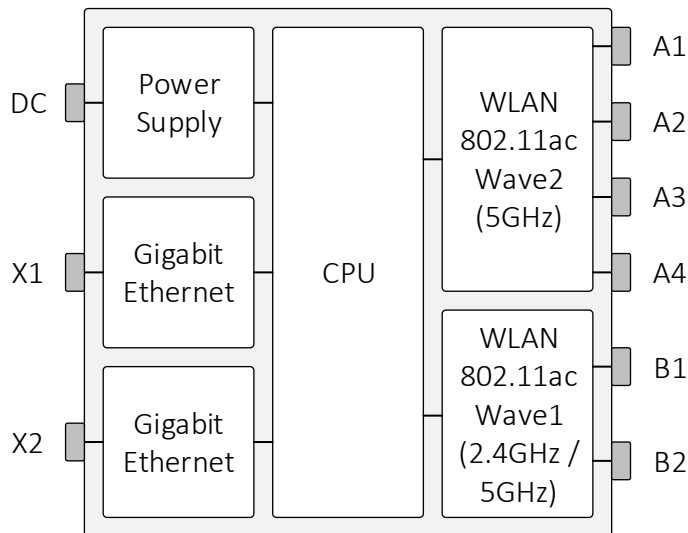 DC
X1
X2
Power
Supply
Gigabit
Ethernet
Gigabit
Ethernet
CPU
WLAN
802.11ac
Wave2
(5GHz)
WLAN
802.11ac
Wave1
(2.4GHz /
5GHz)
A1
A2
A3
A4
B1
B2